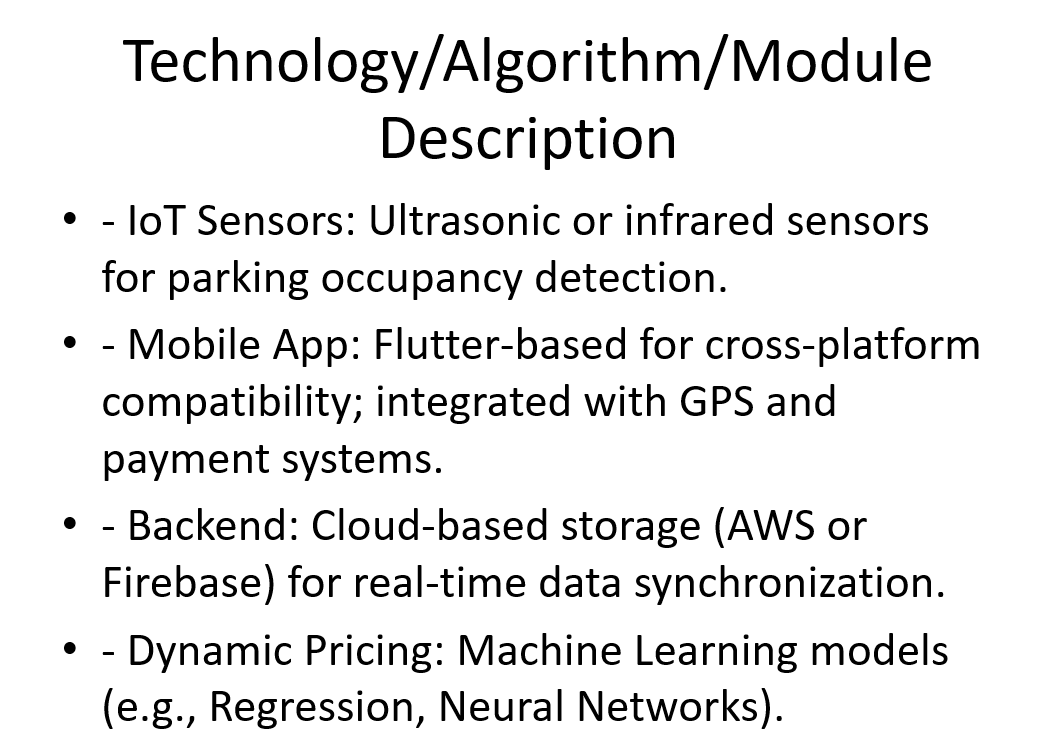 Technology/Algorithm/Module
Description
• - IoT Sensors: Ultrasonic or infrared sensors
for parking occupancy detection.
• - Mobile App: Flutter-based for cross-platform
compatibility; integrated with GPS and
payment systems.
• - Backend: Cloud-based storage (AWS or
Firebase) for real-time data synchronization.
• - Dynamic Pricing: Machine Learning models
(e.g., Regression, Neural Networks).